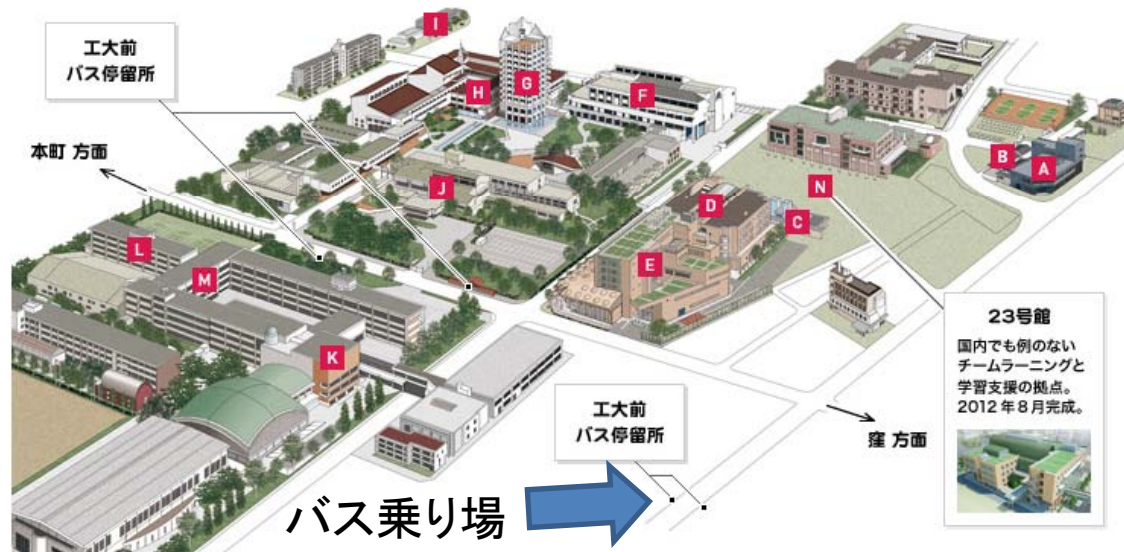 工大前
バス停留所
本町 方面
I
G
H
F
B
A
J
D
N
C
L
E
M
K
23号館
国内でも例のない
チームラーニングと
学習支援の拠点。
2012年8月完成。
工大前
バス停留所
窪 方面
バス乗り場